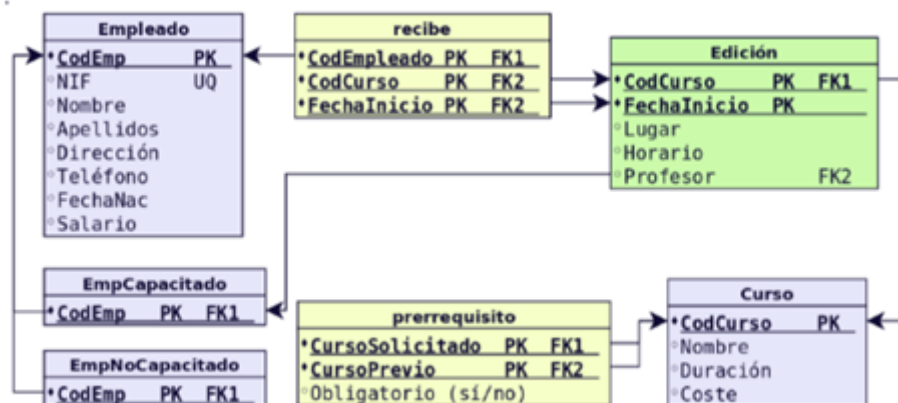 Empleado
CodEmp PK
NIF UQ
Nombre
Apellidos
Dirección
Teléfono
FechaNac
Salario
recibe
CodEmpleado PK FK1
CodCurso PK FK2
FechaInicio PK FK2
Edición
CodCurso PK FK1
FechaInicio PK
Lugar
Horario
Profesor FK2
EmpCapacitado
CodEmp PK FK1
EmpNoCapacitado
CodEmp PK FK1
prerrequisito
CursoSolicitado PK FK1
CursoPrevio PK FK2
Obligatorio (sí/no)
Curso
CodCurso PK
Nombre
Duración
Coste